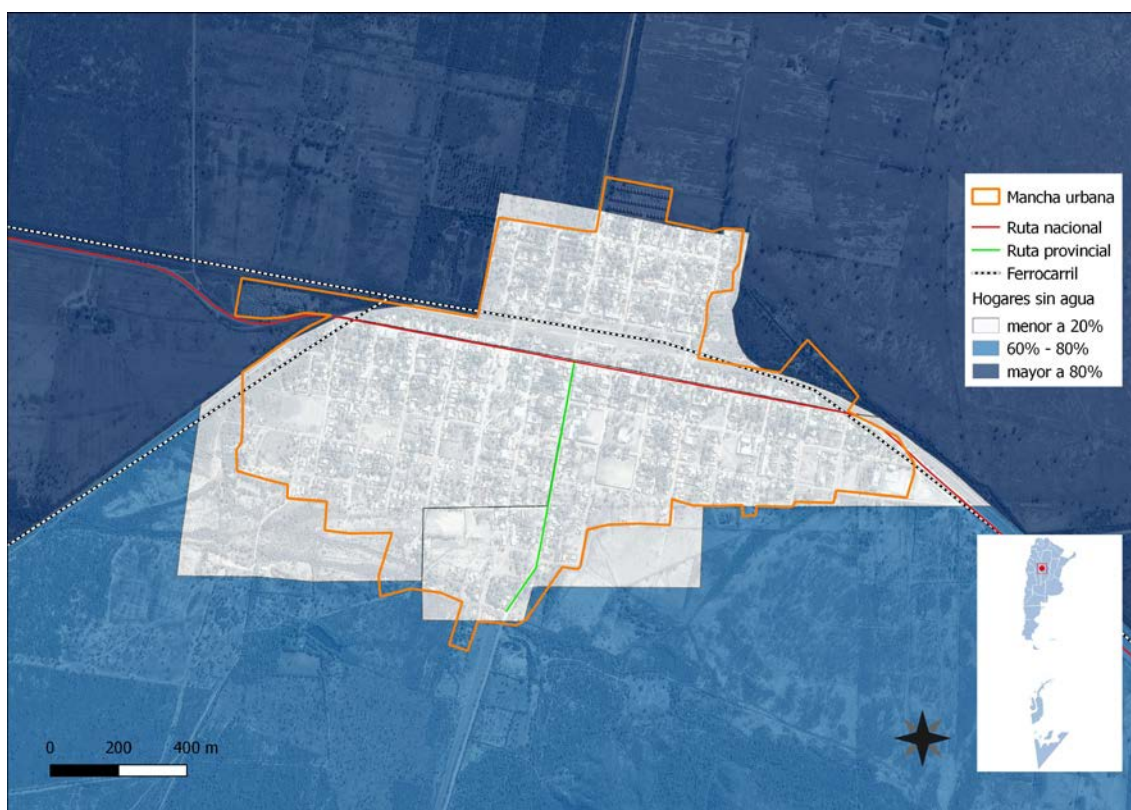 Mancha urbana
Ruta nacional
Ruta provincial
Ferrocarril
Hogares sin agua
menor a 20%
60% - 80%
mayor a 80%
0 200 400 m